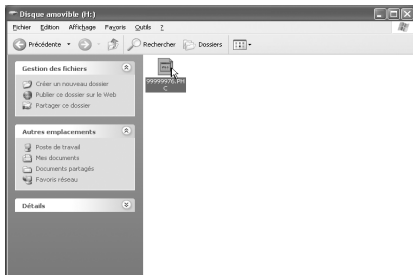 Disque amovible (H:)
Fichier Edition Affichage Favoris Outils ?
Précédente Rechercher Dossiers
Gestion des fichiers
Créer un nouveau dossier
Publier ce dossier sur le Web
Partager ce dossier
Autres emplacements
Poste de travail
Mes documents
Documents partagés
Favoris réseau
Détails
99999976.PM
C